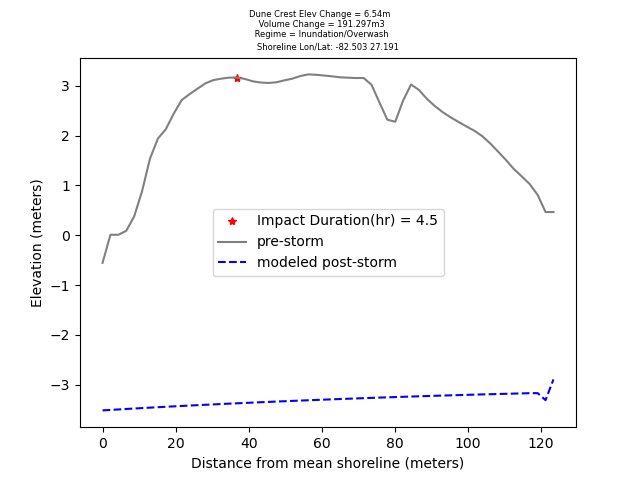 Dune Crest Elev Change = 6.54m
Volume Change = 191.297m3
Regime = Inundation/Overwash
Shoreline Lon/Lat: -82.503 27.191
3
2
1
0
−1
−2
−3
Elevation (meters)
Impact Duration(hr) = 4.5
pre-storm
modeled post-storm
0 20 40 60 80 100 120
Distance from mean shoreline (meters)